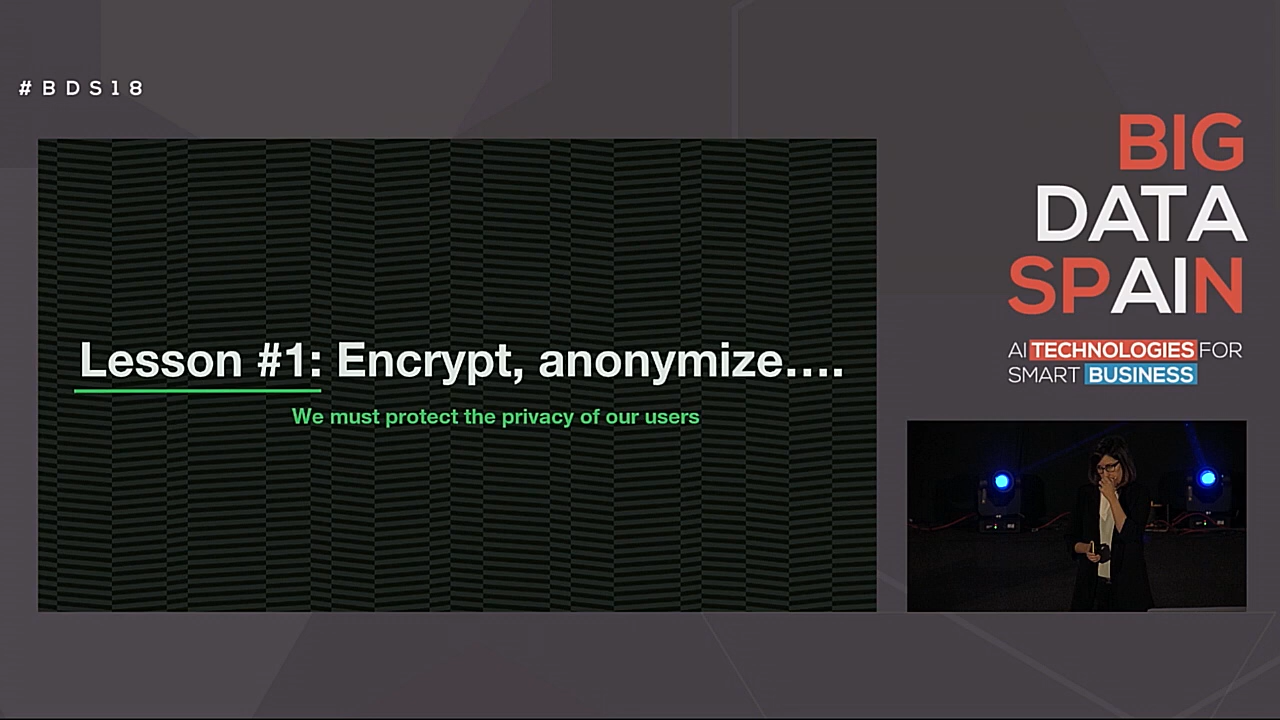 #BDS18
Lesson #1: Encrypt, anonymize....
We must protect the privacy of our users
BIG
DATA
SPAIN
AI TECHNOLOGIES FOR
SMART BUSINESS